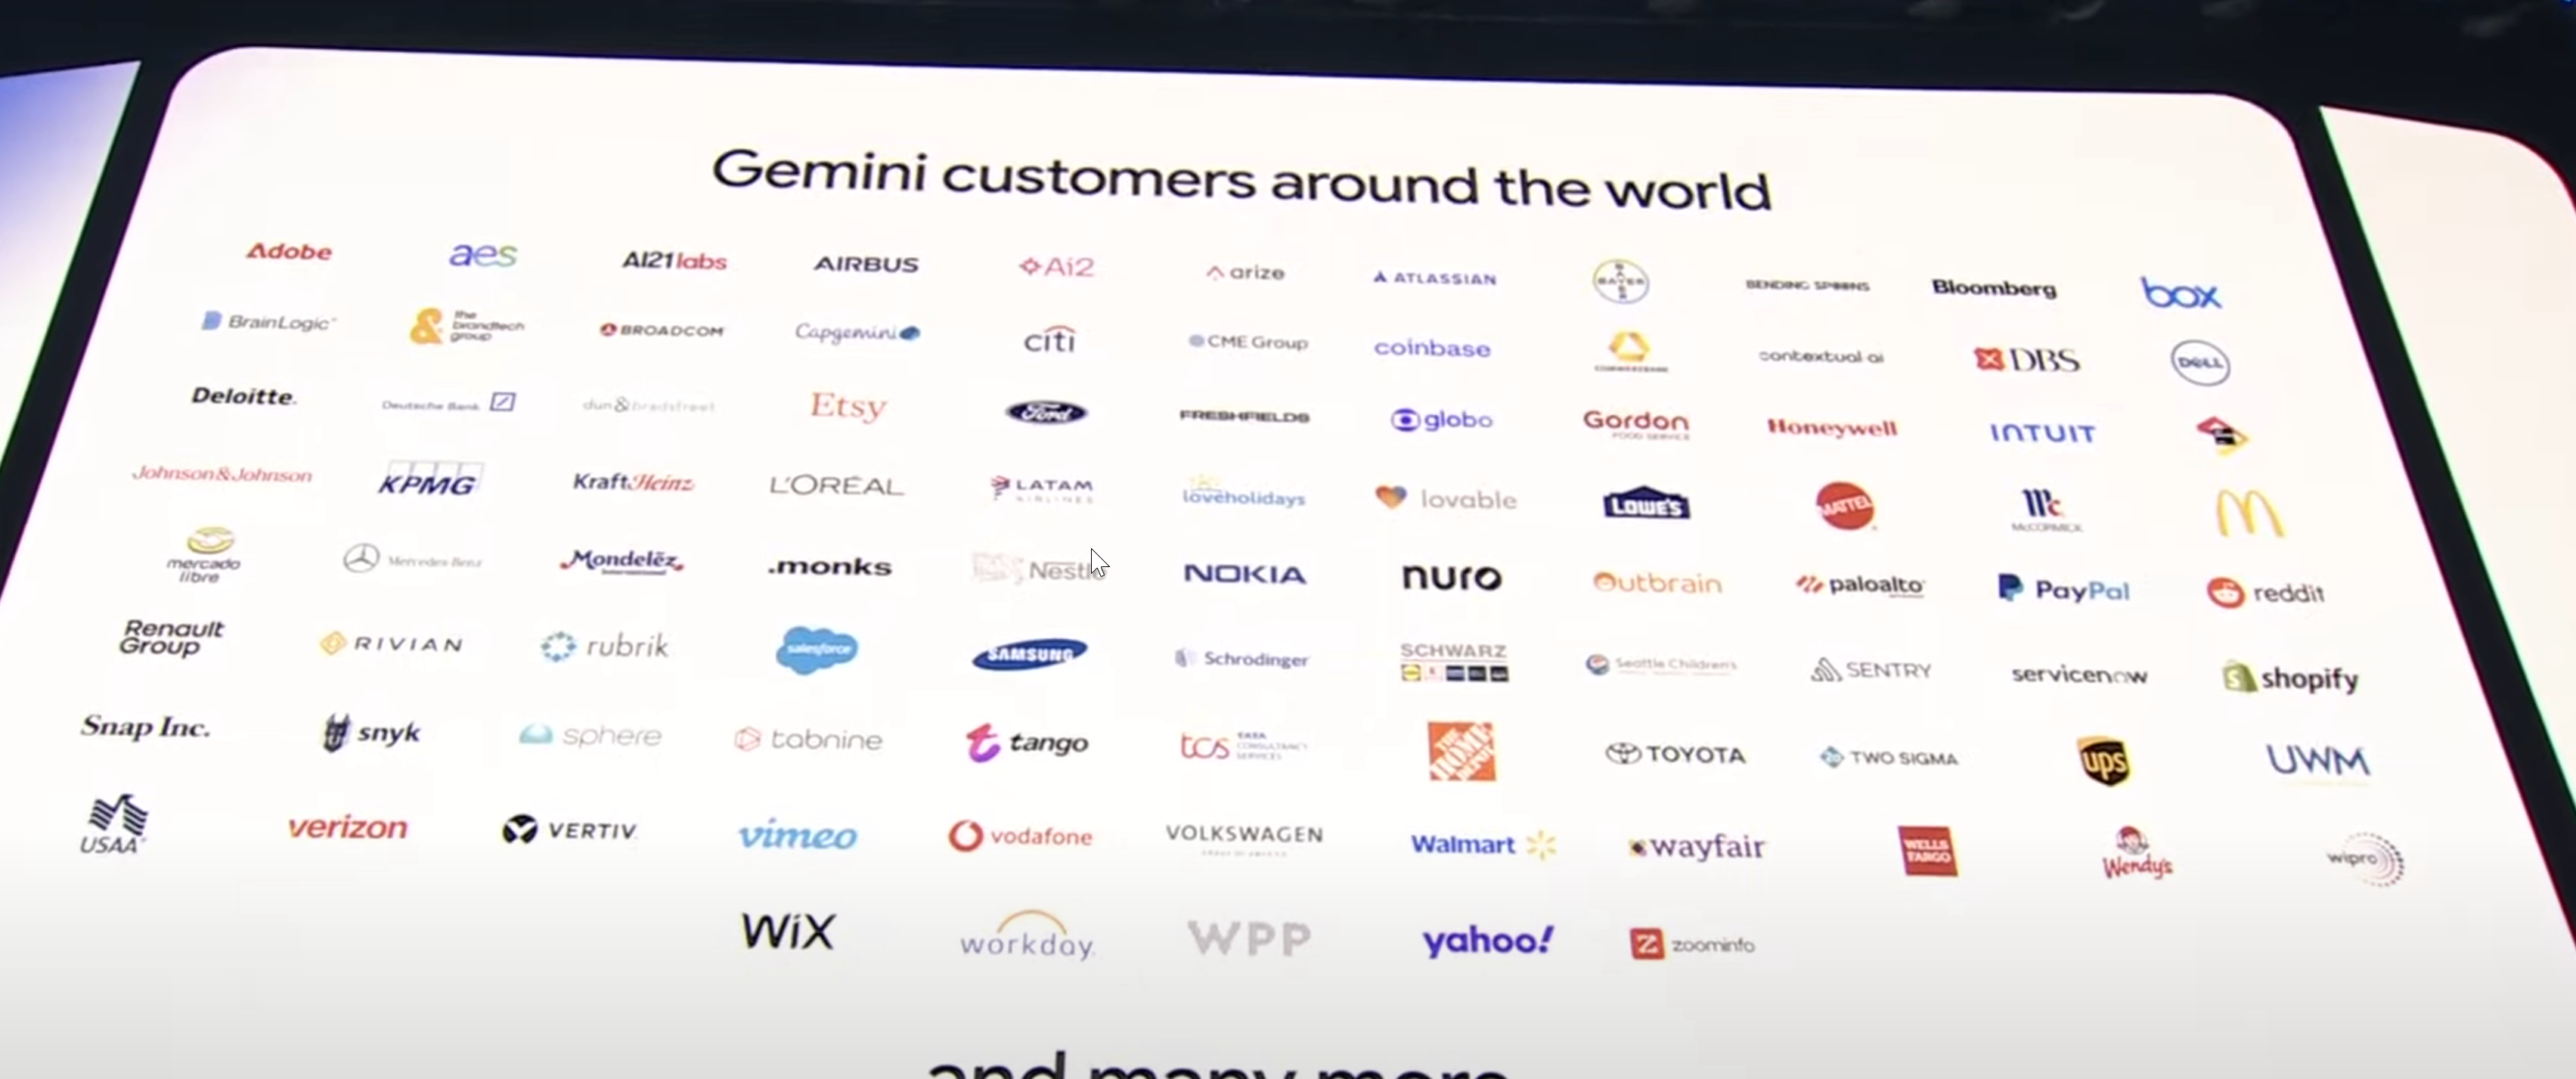 Gemini customers around the world
Adobe aes AI21labs AIRBUS Ai2 arize ATLASSIAN BAYER BENDING SPOONS Bloomberg box
BrainLogic the brandtech group BROADCOM Capgemini citi CME Group coinbase COMMERZBANK contextual ai DBS DELL
Deloitte. Deutsche Bank dun & bradstreet Etsy Ford FRESHFIELDS globo Gordon FOOD SERVICE Honeywell INTUIT
Johnson&Johnson KPMG KraftHeinz L'ORÉAL LATAM AIRLINES loveholidays lovable LOWE'S MATTEL McCORMICK
mercado libre Mercedes-Benz Mondelēz International .monks Nestlé NOKIA nuro Outbrain paloalto PayPal reddit
Renault Group RIVIAN rubrik salesforce SAMSUNG Schrödinger SCHWARZ Seattle Children's SENTRY servicenow shopify
Snap Inc. snyk sphere tabnine tango tcs TATA CONSULTANCY SERVICES THE HOME DEPOT TOYOTA TWO SIGMA ups UWM
USAA verizon VERTIV vimeo vodafone VOLKSWAGEN Walmart wayfair WELLS FARGO Wendy's wipro
WiX workday. WPP yahoo! zoominfo
and many more